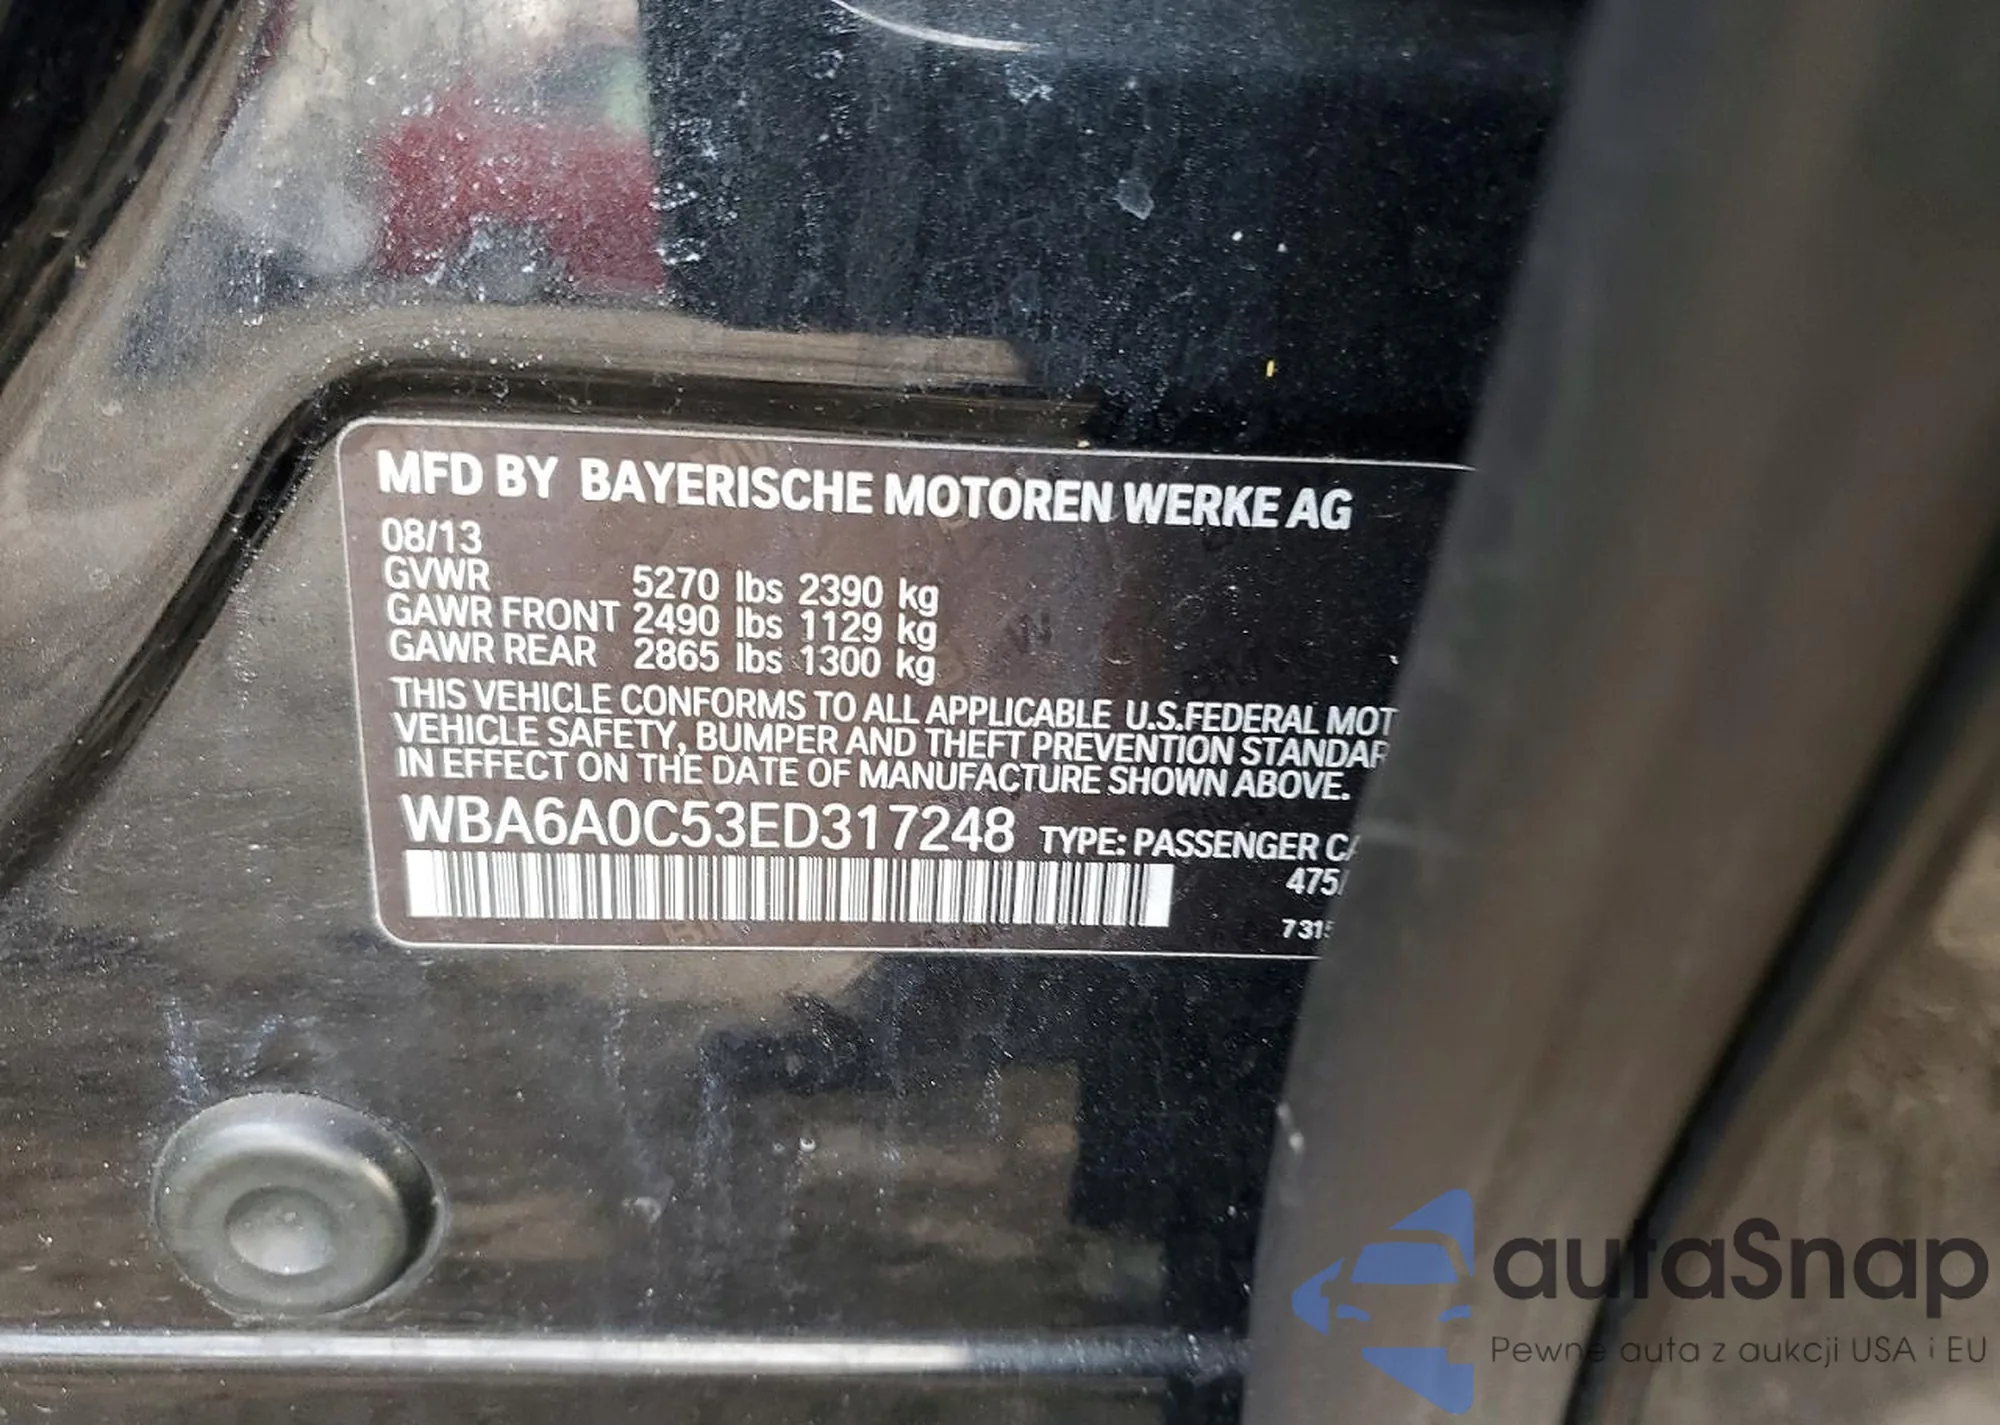 MFD BY BAYERISCHE MOTOREN WERKE AG
08/13
GVWR 5270 lbs 2390 kg
GAWR FRONT 2490 lbs 1129 kg
GAWR REAR 2865 lbs 1300 kg
THIS VEHICLE CONFORMS TO ALL APPLICABLE U.S.FEDERAL MOT
VEHICLE SAFETY, BUMPER AND THEFT PREVENTION STANDAR
IN EFFECT ON THE DATE OF MANUFACTURE SHOWN ABOVE.
WBA6A0C53ED317248 TYPE: PASSENGER CA
475/
731
autaSnap
Pewne auta z aukcji USA i EU